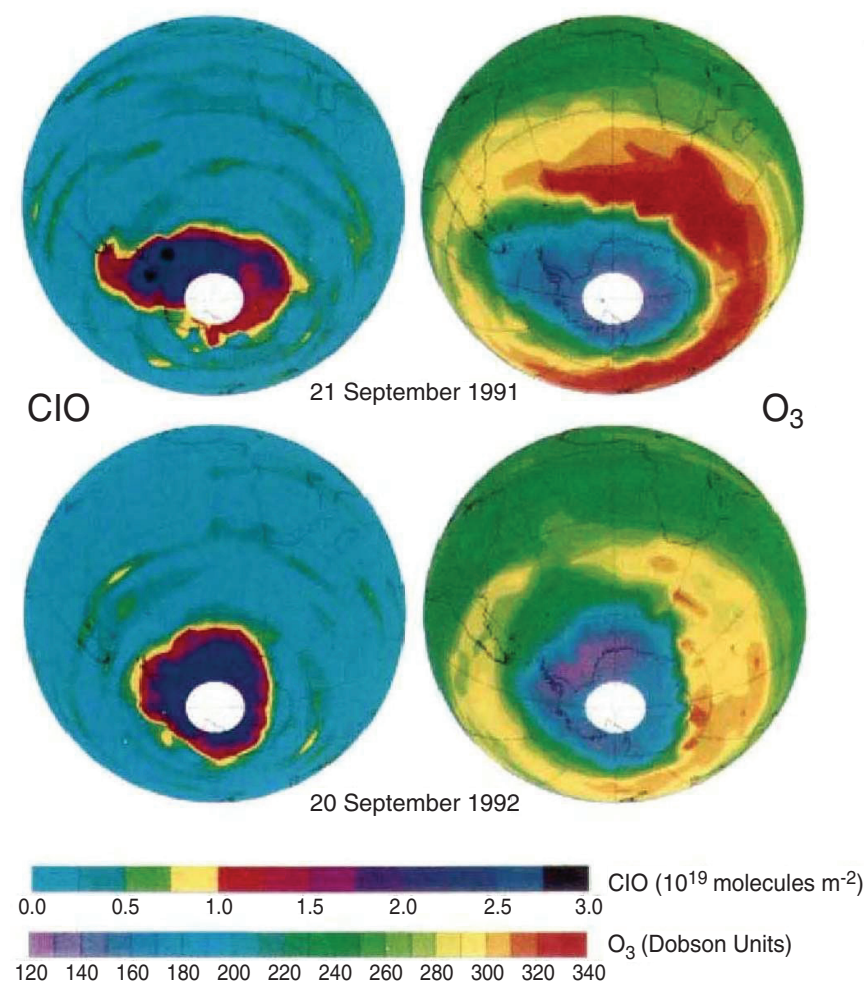 21 September 1991
ClO
O3
20 September 1992
ClO (10^19 molecules m^-2)
0.0 0.5 1.0 1.5 2.0 2.5 3.0
O3 (Dobson Units)
120 140 160 180 200 220 240 260 280 300 320 340